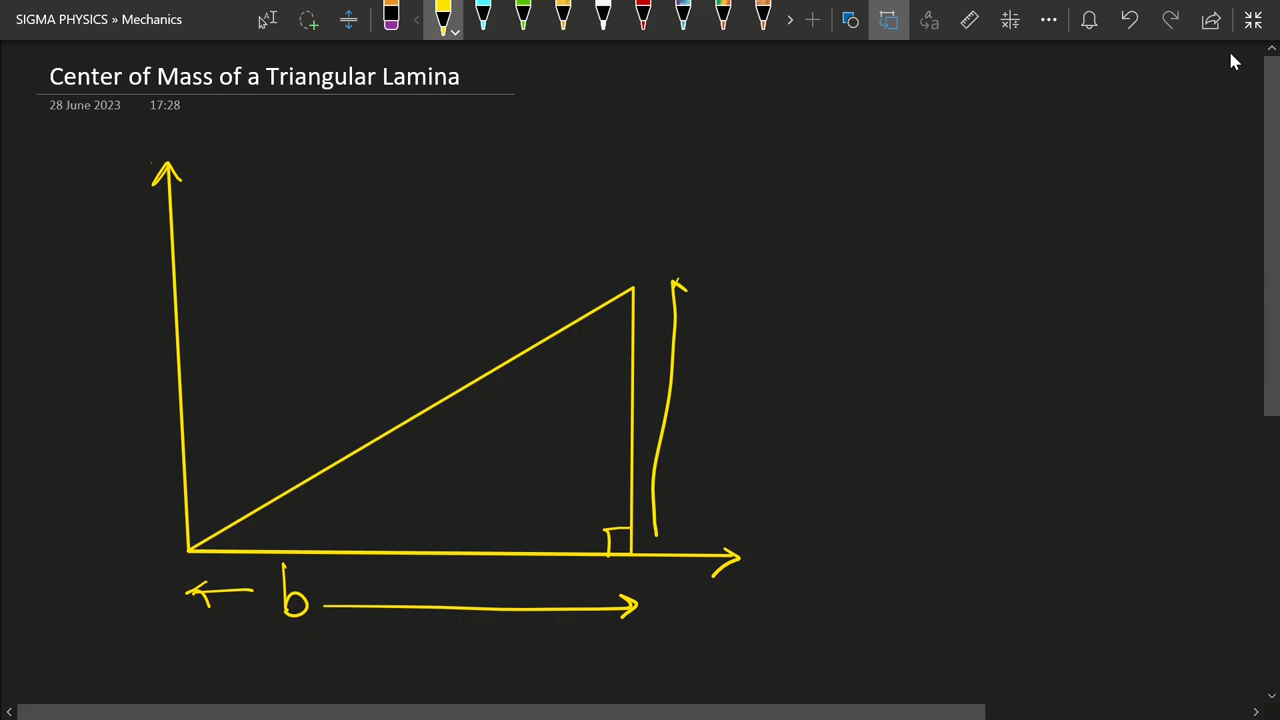 SIGMA PHYSICS » Mechanics
Center of Mass of a Triangular Lamina
28 June 2023 17:28
b